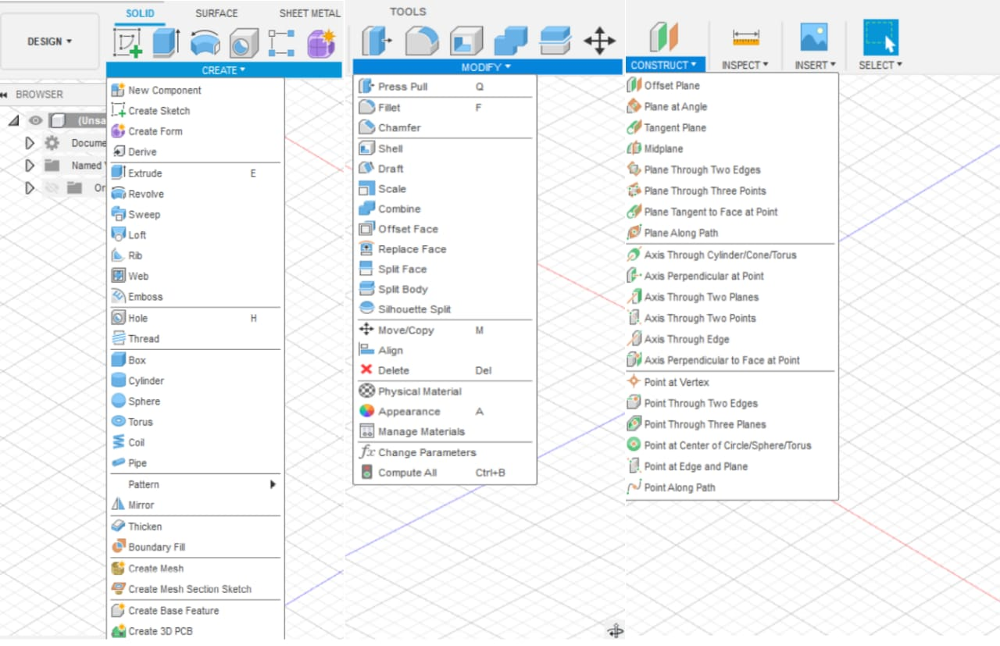 SOLID
SURFACE
SHEET METAL
DESIGN
CREATE
BROWSER
(Unsa
Docume
Named V
Or
New Component
Create Sketch
Create Form
Derive
Extrude E
Revolve
Sweep
Loft
Rib
Web
Emboss
Hole H
Thread
Box
Cylinder
Sphere
Torus
Coil
Pipe
Pattern
Mirror
Thicken
Boundary Fill
Create Mesh
Create Mesh Section Sketch
Create Base Feature
Create 3D PCB
TOOLS
MODIFY
Press Pull Q
Fillet F
Chamfer
Shell
Draft
Scale
Combine
Offset Face
Replace Face
Split Face
Split Body
Silhouette Split
Move/Copy M
Align
Delete Del
Physical Material
Appearance A
Manage Materials
fx Change Parameters
Compute All Ctrl+B
CONSTRUCT
INSPECT
INSERT
SELECT
Offset Plane
Plane at Angle
Tangent Plane
Midplane
Plane Through Two Edges
Plane Through Three Points
Plane Tangent to Face at Point
Plane Along Path
Axis Through Cylinder/Cone/Torus
Axis Perpendicular at Point
Axis Through Two Planes
Axis Through Two Points
Axis Through Edge
Axis Perpendicular to Face at Point
Point at Vertex
Point Through Two Edges
Point Through Three Planes
Point at Center of Circle/Sphere/Torus
Point at Edge and Plane
Point Along Path